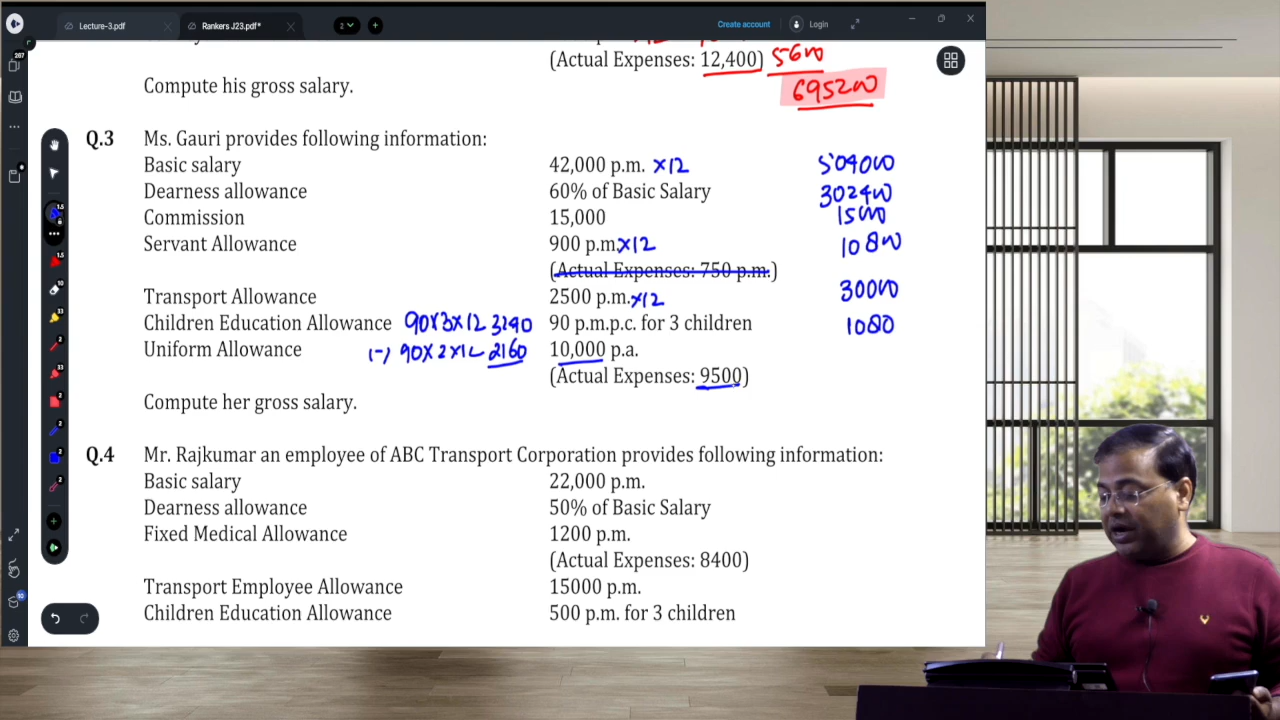 Lecture-3.pdf
Rankers J23.pdf*
2
Create account
Login
(Actual Expenses: 12,400) 5600
Compute his gross salary. 695200
Q.3 Ms. Gauri provides following information:
Basic salary 42,000 p.m. ×12 504000
Dearness allowance 60% of Basic Salary 302400
Commission 15,000 15000
Servant Allowance 900 p.m. ×12 10800
(Actual Expenses: 750 p.m.)
Transport Allowance 2500 p.m. ×12 30000
Children Education Allowance 90×3×12 3240 90 p.m.p.c. for 3 children 1080
Uniform Allowance (-) 90×2×12 2160 10,000 p.a.
(Actual Expenses: 9500)
Compute her gross salary.
Q.4 Mr. Rajkumar an employee of ABC Transport Corporation provides following information:
Basic salary 22,000 p.m.
Dearness allowance 50% of Basic Salary
Fixed Medical Allowance 1200 p.m.
(Actual Expenses: 8400)
Transport Employee Allowance 15000 p.m.
Children Education Allowance 500 p.m. for 3 children